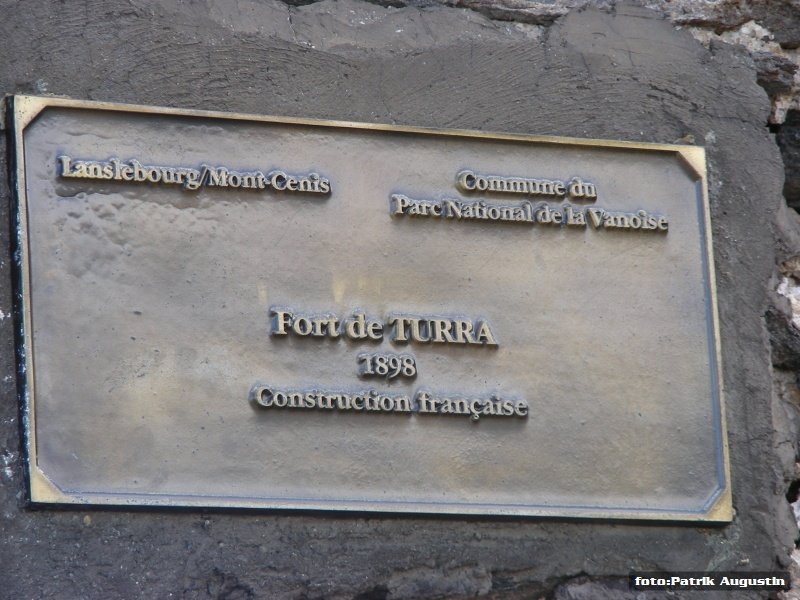 Lanslebourg/Mont-Cenis
Commune du
Parc National de la Vanoise
Fort de TURRA
1898
Construction française
foto:Patrik Augustin